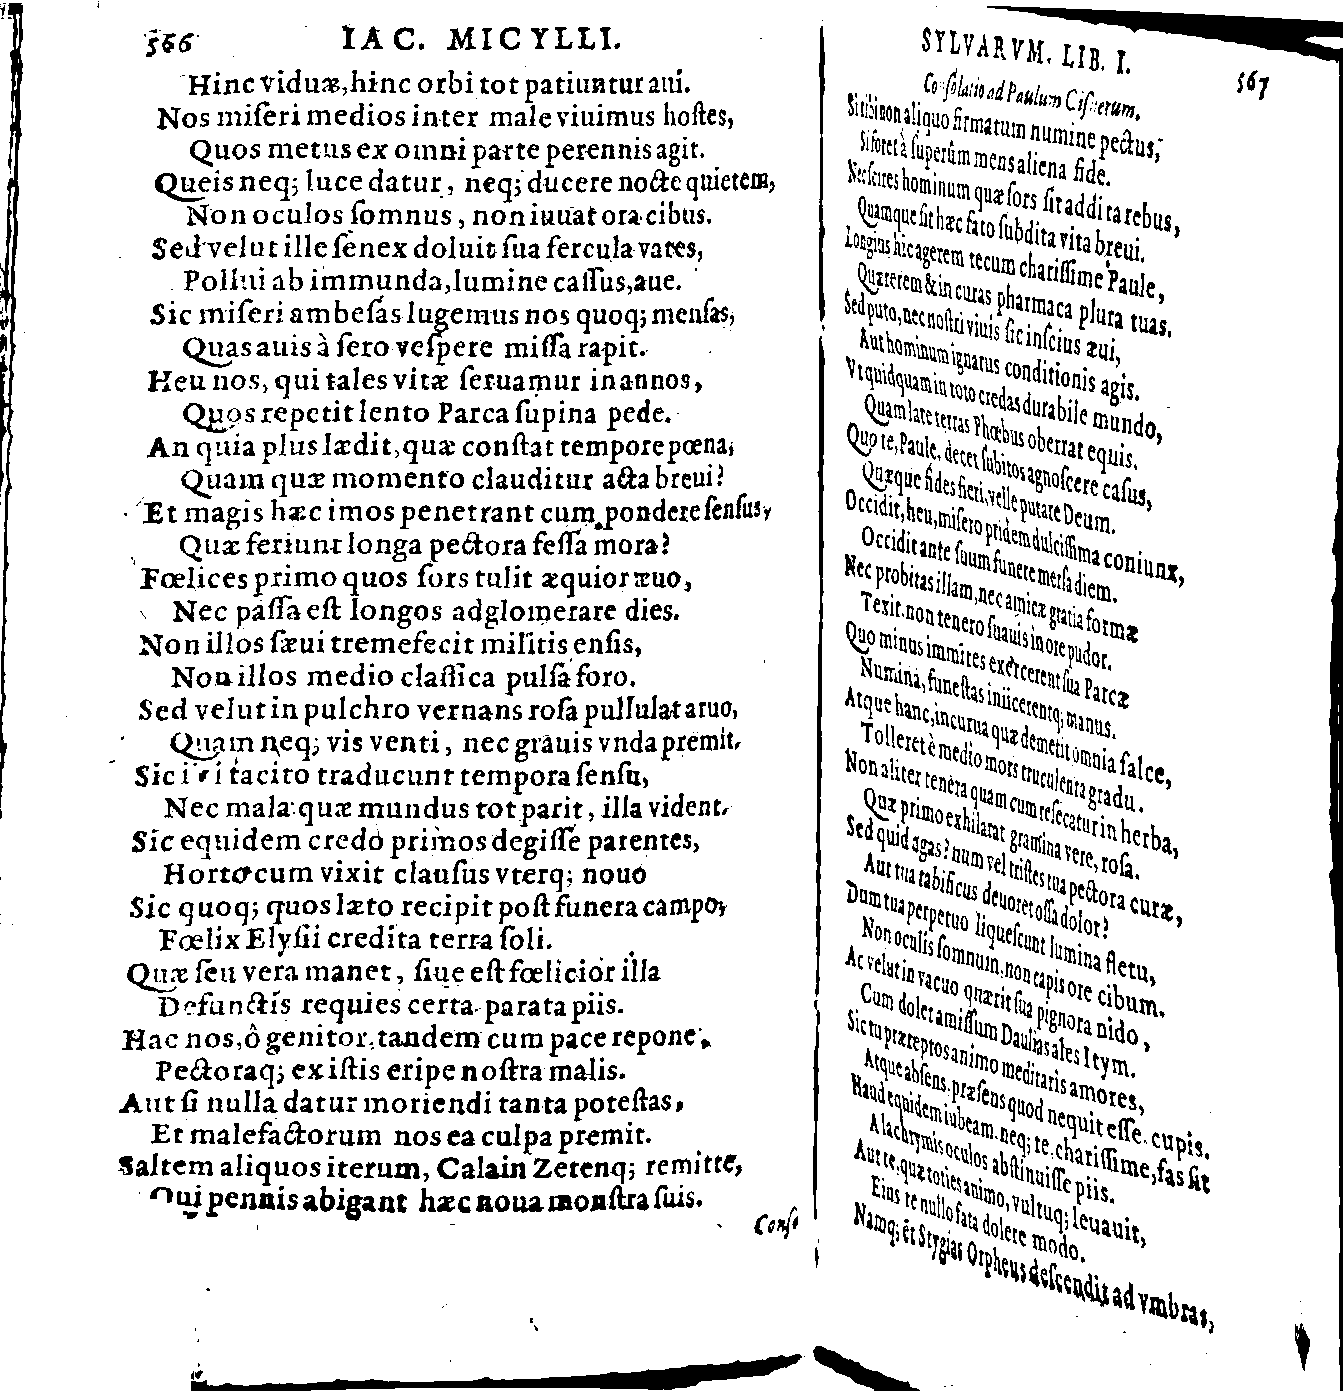 566 IAC. MICYLLI.
Hinc viduæ, hinc orbi tot patiuntur aui.
Nos miſeri medios inter male viuimus hoſtes,
Quos metus ex omni parte perennis agit.
Queis neq; luce datur, neq; ducere nocte quietem,
Non oculos ſomnus, non iuuat ora cibus.
Sed velut ille ſenex doluit ſua fercula vates,
Pollui ab immunda, lumine caſſus, aue.
Sic miſeri ambeſas lugemus nos quoq; menſas,
Quas auis à ſero veſpere miſſa rapit.
Heu nos, qui tales vitæ ſeruamur in annos,
Quos repetit lento Parca ſupina pede.
An quia plus lædit, quæ conſtat tempore pœna,
Quam quæ momento clauditur acta breui?
Et magis hæc imos penetrant cum pondere ſenſus,
Quæ feriunt longa pectora feſſa mora?
Fœlices primo quos ſors tulit æquior æuo,
Nec paſſa eſt longos adglomerare dies.
Non illos ſæui tremefecit militis enſis,
Non illos medio claſſica pulſa foro.
Sed velut in pulchro vernans roſa pullulat aruo,
Quam neq; vis venti, nec grauis vnda premit,
Sic i i tacito traducunt tempora ſenſu,
Nec mala quæ mundus tot parit, illa vident.
Sic equidem credo primos degiſſe parentes,
Horto cum vixit clauſus vterq; nouo
Sic quoq; quos læto recipit poſt funera campo,
Fœlix Elyſii credita terra ſoli.
Quæ ſeu vera manet, ſiue eſt fœlicior illa
Defunctis requies certa parata piis.
Hac nos, ô genitor, tandem cum pace repone,
Pectoraq; ex iſtis eripe noſtra malis.
Aut ſi nulla datur moriendi tanta poteſtas,
Et malefactorum nos ea culpa premit.
Saltem aliquos iterum, Calain Zetenq; remitte,
Qui pennis abigant hæc noua monſtra ſuis.
Conſo
SYLVARVM. LIB. I. 567
Conſolatio ad Paulum Ciſnerum.
Si tibi non aliquo firmatum numine pectus,
Si foret à ſuperûm mens aliena fide.
Nec ſcires hominum quæ ſors ſit addita rebus,
Quamque ſit hæc fato ſubdita vita breui.
Longius hic agerem tecum chariſſime Paule,
Quærerem & in curas pharmaca plura tuas.
Sed puto, nec noſtri viuis ſic inſcius æui,
Aut hominum ignarus conditionis agis.
Vt quidquam in toto credas durabile mundo,
Quam late terras Phœbus oberrat equis.
Quo te, Paule, decet ſubitos agnoſcere caſus,
Quæque fides fieri, velle putare Deum.
Occidit, heu, miſero pridem dulciſſima coniunx,
Occidit ante ſuum funere merſa diem.
Nec probitas illam, nec amicæ gratia formæ
Texit, non tenero ſuauis in ore pudor.
Quo minus immites exercerent ſua Parcæ
Numina, funeſtas iniicerentq; manus.
Atque hanc, incurua quæ demetit omnia falce,
Tolleret è medio mors truculenta gradu.
Non aliter tenera quam cum reſecatur in herba,
Quæ primo exhilarat gramina vere, roſa.
Sed quid agas? num vel triſtes tua pectora curæ,
Aut tua tabificus deuoret oſſa dolor?
Dum tua perpetuo liqueſcunt lumina fletu,
Non oculis ſomnum, non capis ore cibum.
Ac velut in vacuo quærit ſua pignora nido,
Cum dolet amiſſum Daulias ales Itym.
Sic tu præreptos animo meditaris amores,
Atque abſens, præſens quod nequit eſſe, cupis.
Haud equidem iubeam, neq; te, chariſſime, fas ſit
A lachrymis oculos abſtinuiſſe piis.
Aut te, quæ toties animo, vultuq; leuauit,
Eius te nullo fata dolere modo.
Namq; ét Stygias Orpheus deſcendit ad vmbras,